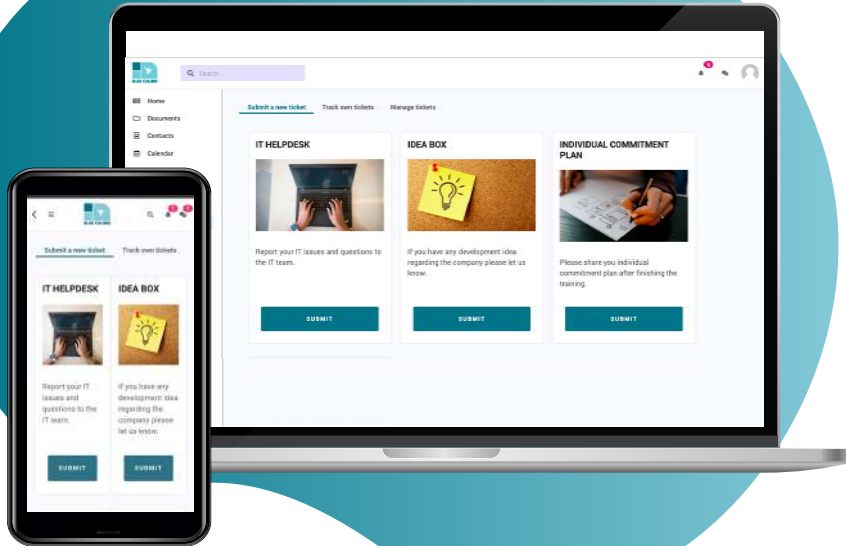 Search...
3
Home
Documents
Contacts
Calendar
Submit a new ticket
Track own tickets
Manage tickets
IT HELPDESK
Report your IT issues and questions to
the IT team.
SUBMIT
IDEA BOX
If you have any development idea
regarding the company please let us
know.
SUBMIT
INDIVIDUAL COMMITMENT
PLAN
Please share you individual
commitment plan after finishing the
training.
SUBMIT
Submit a new ticket
Track own tickets
IT HELPDESK
Report your IT
issues and
questions to the
IT team.
SUBMIT
IDEA BOX
If you have any
development idea
regarding the
company please
let us know.
SUBMIT